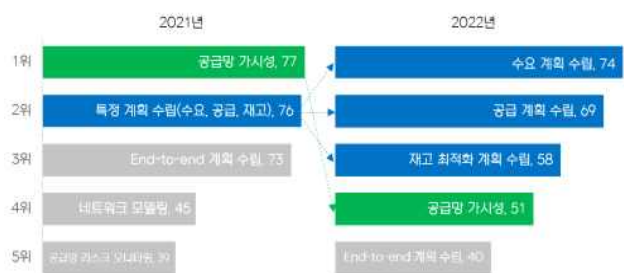 2021년 2022년
1위 공급망 가시성, 77 수요 계획 수립, 74
2위 특정 계획 수립(수요, 공급, 재고), 76 공급 계획 수립, 69
3위 End-to-end 계획 수립, 73 재고 최적화 계획 수립, 58
4위 네트워크 모델링, 45 공급망 가시성, 51
5위 공급망 리스크 모니터링, 39 End-to-end 계획 수립, 40